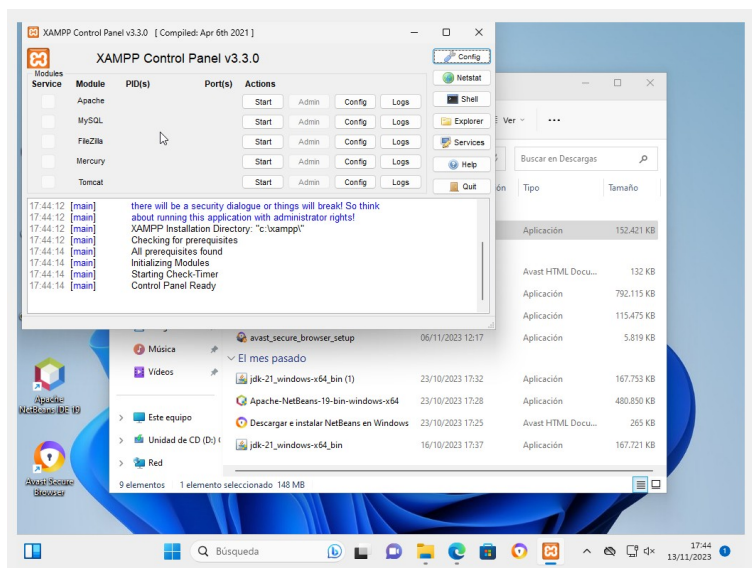 XAMPP Control Panel v3.3.0 [ Compiled: Apr 6th 2021 ]
XAMPP Control Panel v3.3.0
Config
Modules
Service Module PID(s) Port(s) Actions
Netstat
Apache Start Admin Config Logs
Shell
MySQL Start Admin Config Logs
Explorer
FileZilla Start Admin Config Logs
Services
Mercury Start Admin Config Logs
Help
Tomcat Start Admin Config Logs
Quit
17:44:12 [main] there will be a security dialogue or things will break! So think
17:44:12 [main] about running this application with administrator rights!
17:44:12 [main] XAMPP Installation Directory: "c:\xampp\"
17:44:12 [main] Checking for prerequisites
17:44:14 [main] All prerequisites found
17:44:14 [main] Initializing Modules
17:44:14 [main] Starting Check-Timer
17:44:14 [main] Control Panel Ready
Ver
Buscar en Descargas
ón Tipo Tamaño
Aplicación 152.421 KB
Avast HTML Docu... 132 KB
Aplicación 792.115 KB
Aplicación 115.475 KB
avast_secure_browser_setup 06/11/2023 12:17 Aplicación 5.819 KB
Música
El mes pasado
Vídeos
jdk-21_windows-x64_bin (1) 23/10/2023 17:32 Aplicación 167.753 KB
Apache-NetBeans-19-bin-windows-x64 23/10/2023 17:28 Aplicación 480.850 KB
Este equipo
Descargar e instalar NetBeans en Windows 23/10/2023 17:25 Avast HTML Docu... 265 KB
Unidad de CD (D:)
jdk-21_windows-x64_bin 16/10/2023 17:37 Aplicación 167.721 KB
Red
9 elementos 1 elemento seleccionado 148 MB
Apache
NetBeans IDE 19
Avast Secure
Browser
Búsqueda
17:44
13/11/2023
1